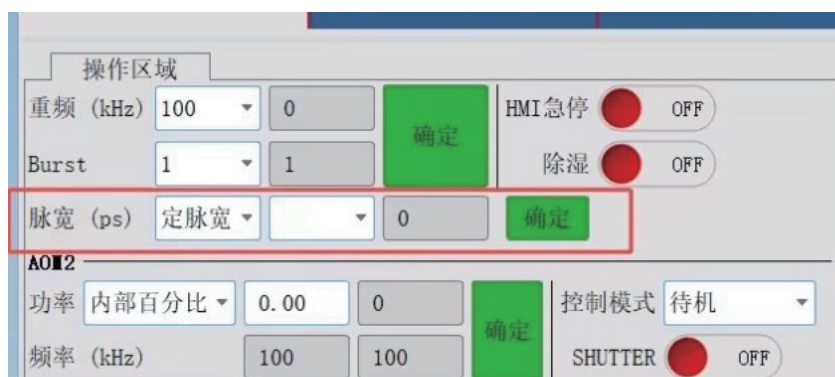 操作区域
重频 (kHz) 100 0 确定 HMI急停 OFF
Burst 1 1 除湿 OFF
脉宽 (ps) 定脉宽 0 确定
AOM2
功率 内部百分比 0.00 0 确定 控制模式 待机
频率 (kHz) 100 100 SHUTTER OFF